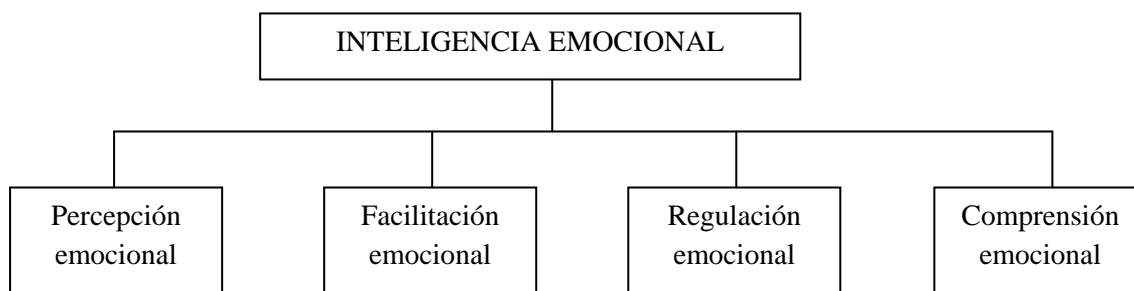 INTELIGENCIA EMOCIONAL
Percepción
emocional
Facilitación
emocional
Regulación
emocional
Comprensión
emocional